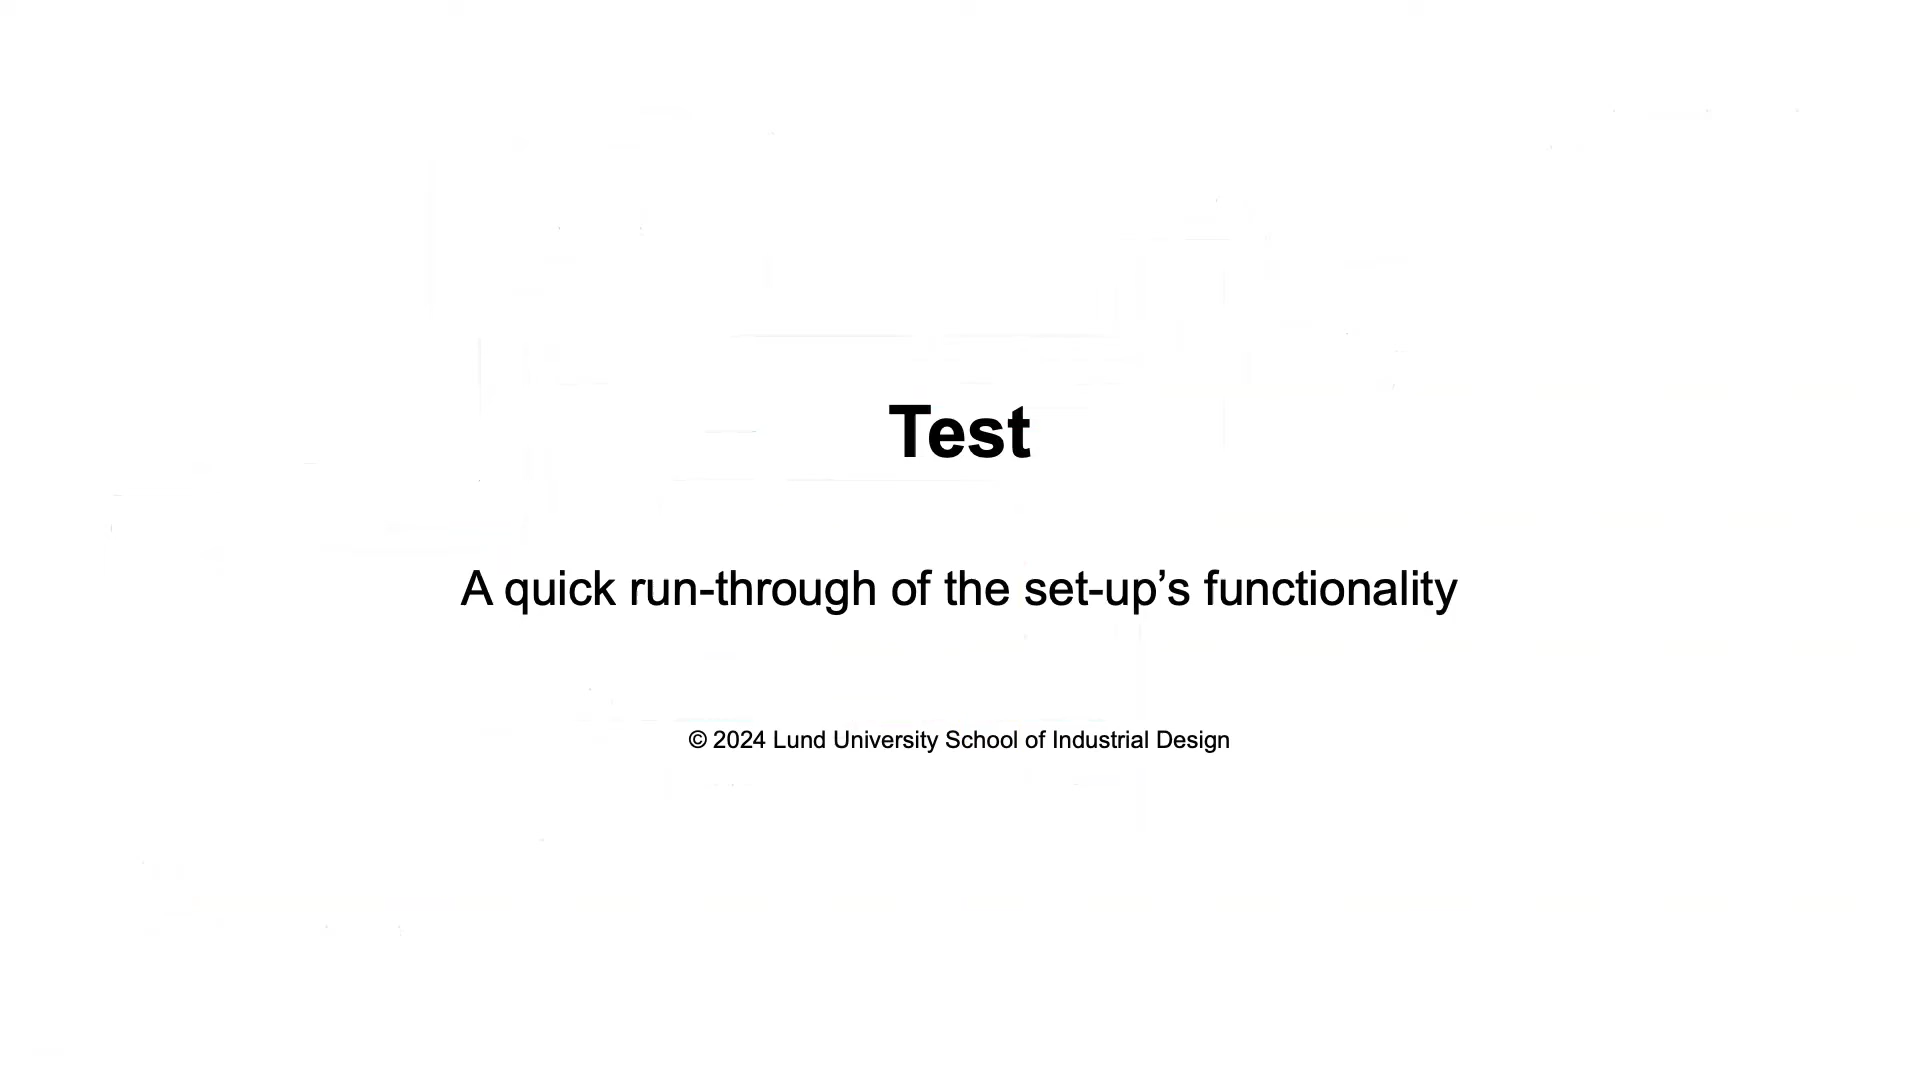 Test
A quick run-through of the set-up’s functionality
© 2024 Lund University School of Industrial Design